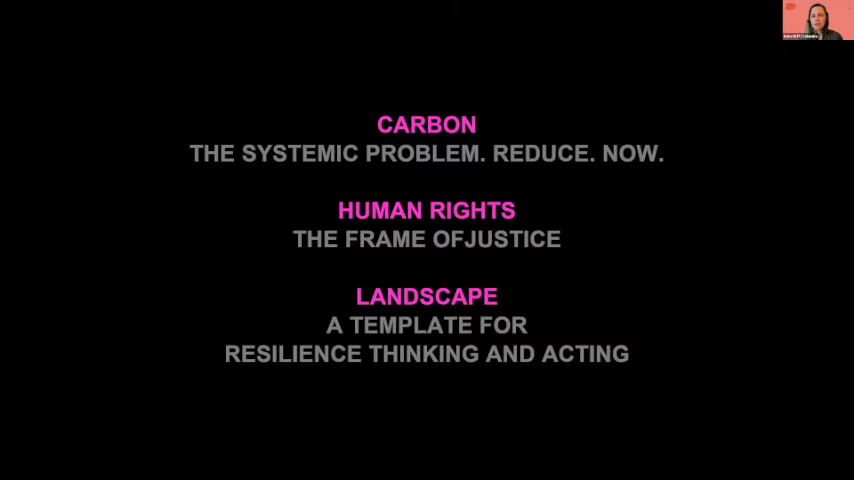 CARBON
THE SYSTEMIC PROBLEM. REDUCE. NOW.
HUMAN RIGHTS
THE FRAME OFJUSTICE
LANDSCAPE
A TEMPLATE FOR
RESILIENCE THINKING AND ACTING